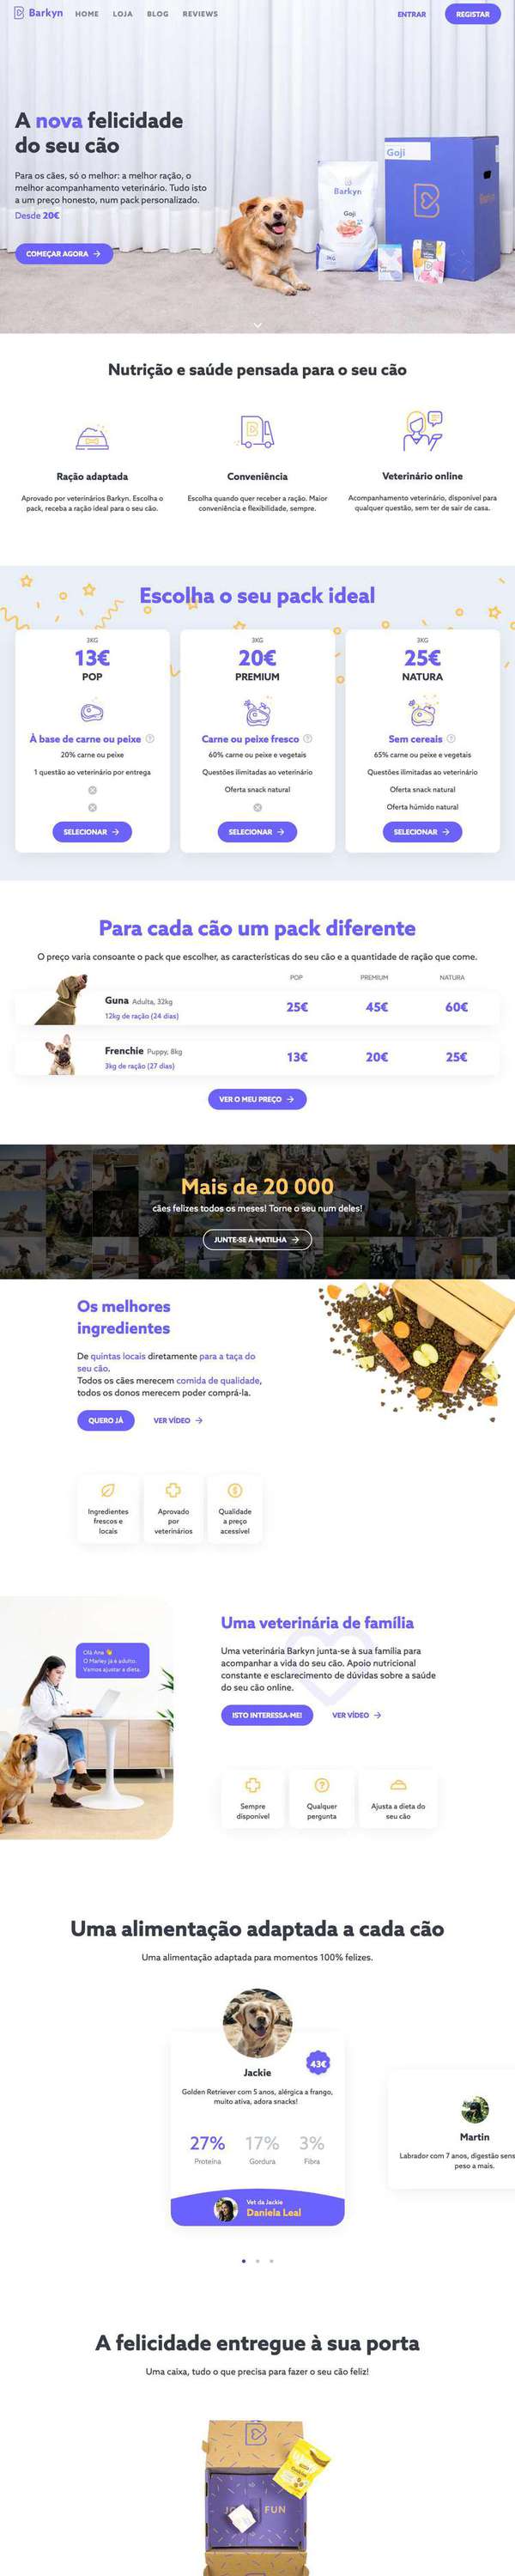 Barkyn HOME LOJA BLOG REVIEWS ENTRAR REGISTAR
A nova felicidade
do seu cão
Para os cães, só o melhor: a melhor ração, o
melhor acompanhamento veterinário. Tudo isto
a um preço honesto, num pack personalizado.
Desde 20€
COMEÇAR AGORA
Goji
Barkyn
Goji
3KG
Nutrição e saúde pensada para o seu cão
Ração adaptada
Aprovado por veterinários Barkyn. Escolha o
pack, receba a ração ideal para o seu cão.
Conveniência
Escolha quando quer receber a ração. Maior
conveniência e flexibilidade, sempre.
Veterinário online
Acompanhamento veterinário, disponível para
qualquer questão, sem ter de sair de casa.
Escolha o seu pack ideal
3KG
13€
POP
À base de carne ou peixe
20% carne ou peixe
1 questão ao veterinário por entrega
SELECIONAR
3KG
20€
PREMIUM
Carne ou peixe fresco
60% carne ou peixe e vegetais
Questões ilimitadas ao veterinário
Oferta snack natural
SELECIONAR
3KG
25€
NATURA
Sem cereais
65% carne ou peixe e vegetais
Questões ilimitadas ao veterinário
Oferta snack natural
Oferta húmido natural
SELECIONAR
Para cada cão um pack diferente
O preço varia consoante o pack que escolher, as características do seu cão e a quantidade de ração que come.
POP PREMIUM NATURA
Guna Adulta, 32kg
12kg de ração (24 dias)
25€ 45€ 60€
Frenchie Puppy, 8kg
3kg de ração (27 dias)
13€ 20€ 25€
VER O MEU PREÇO
Mais de 20 000
cães felizes todos os meses! Torne o seu num deles!
JUNTE-SE À MATILHA
Os melhores
ingredientes
De quintas locais diretamente para a taça do
seu cão.
Todos os cães merecem comida de qualidade,
todos os donos merecem poder comprá-la.
QUERO JÁ VER VÍDEO
Ingredientes
frescos e
locais
Aprovado
por
veterinários
Qualidade
a preço
acessível
Olá Ana
O Marley já é adulto.
Vamos ajustar a dieta.
Uma veterinária de família
Uma veterinária Barkyn junta-se à sua família para
acompanhar a vida do seu cão. Apoio nutricional
constante e esclarecimento de dúvidas sobre a saúde
do seu cão online.
ISTO INTERESSA-ME! VER VÍDEO
Sempre
disponível
Qualquer
pergunta
Ajusta a dieta do
seu cão
Uma alimentação adaptada a cada cão
Uma alimentação adaptada para momentos 100% felizes.
43€
Jackie
Golden Retriever com 5 anos, alérgica a frango,
muito ativa, adora snacks!
27% 17% 3%
Proteína Gordura Fibra
Vet da Jackie
Daniela Leal
Martin
Labrador com 7 anos, digestão sens
peso a mais.
A felicidade entregue à sua porta
Uma caixa, tudo o que precisa para fazer o seu cão feliz!
FUN